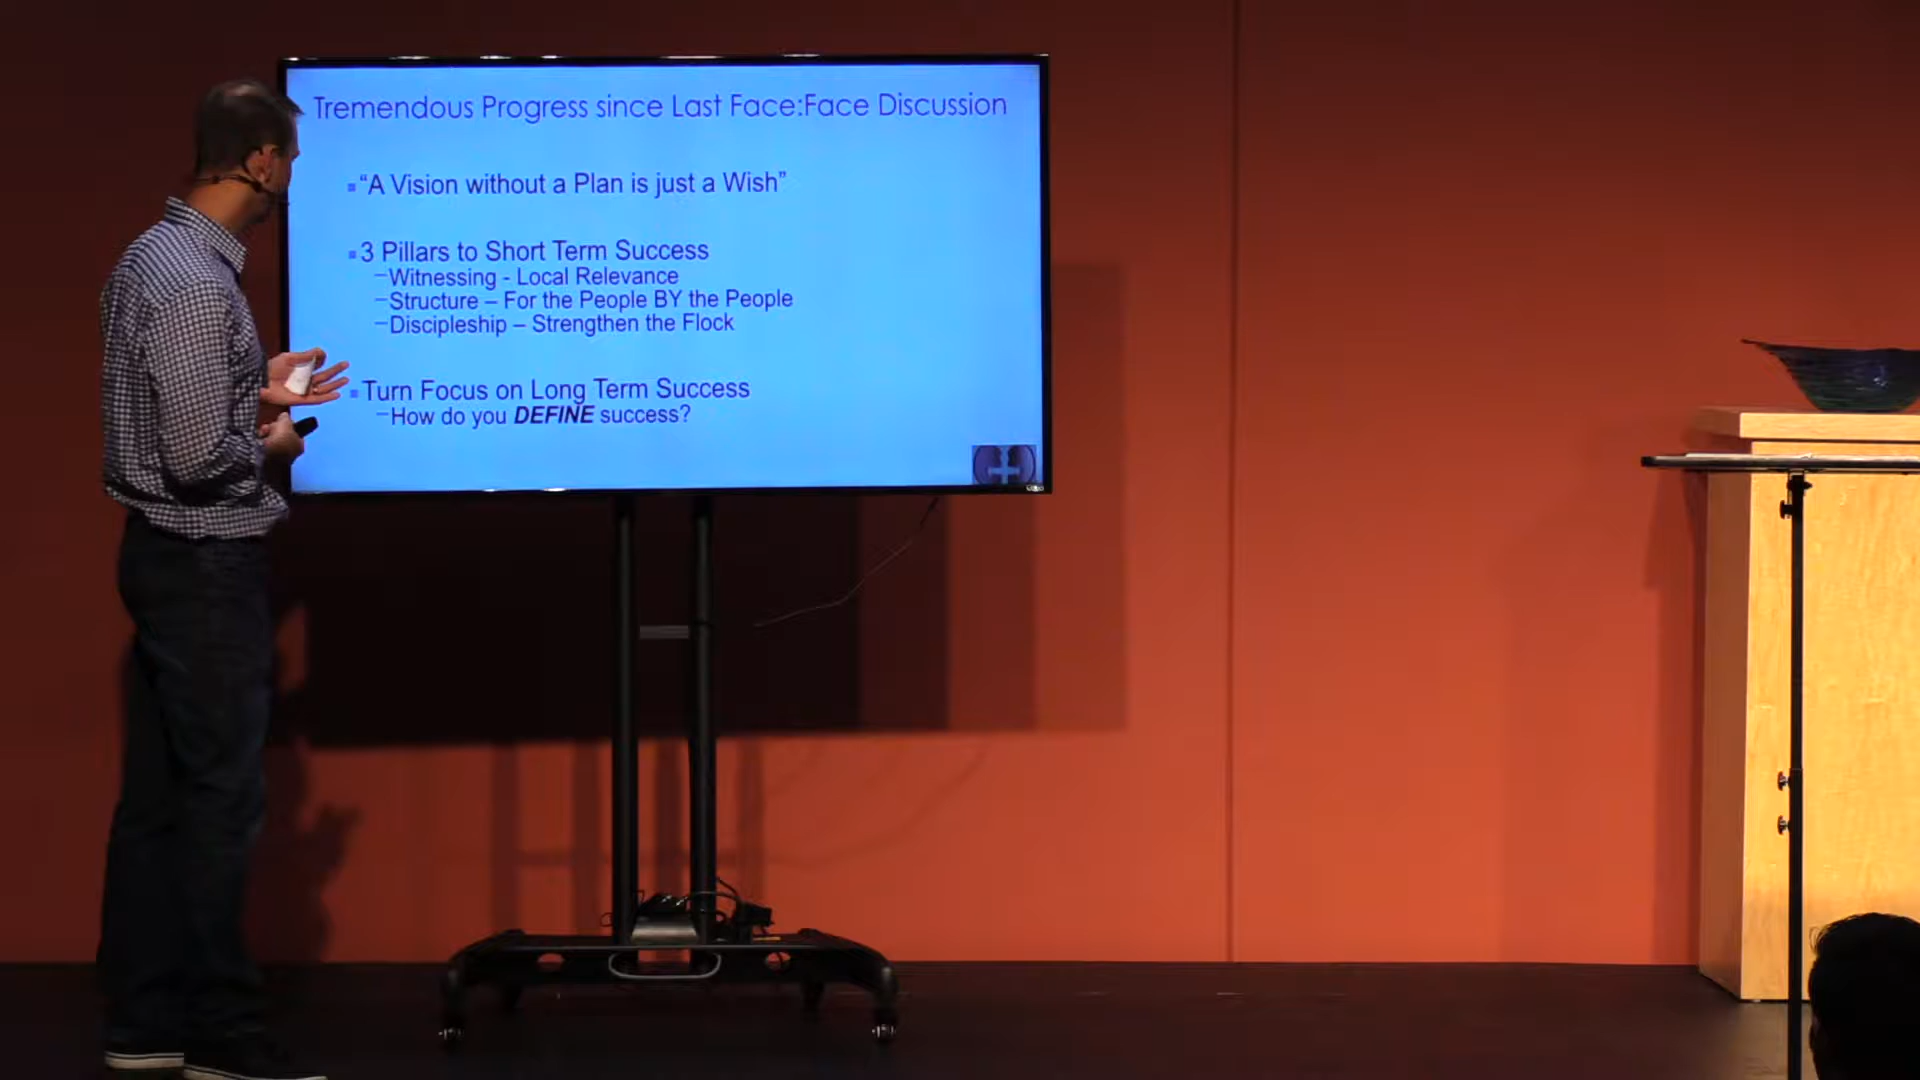 Tremendous Progress since Last Face:Face Discussion
“A Vision without a Plan is just a Wish”
3 Pillars to Short Term Success
–Witnessing - Local Relevance
–Structure – For the People BY the People
–Discipleship – Strengthen the Flock
Turn Focus on Long Term Success
–How do you DEFINE success?